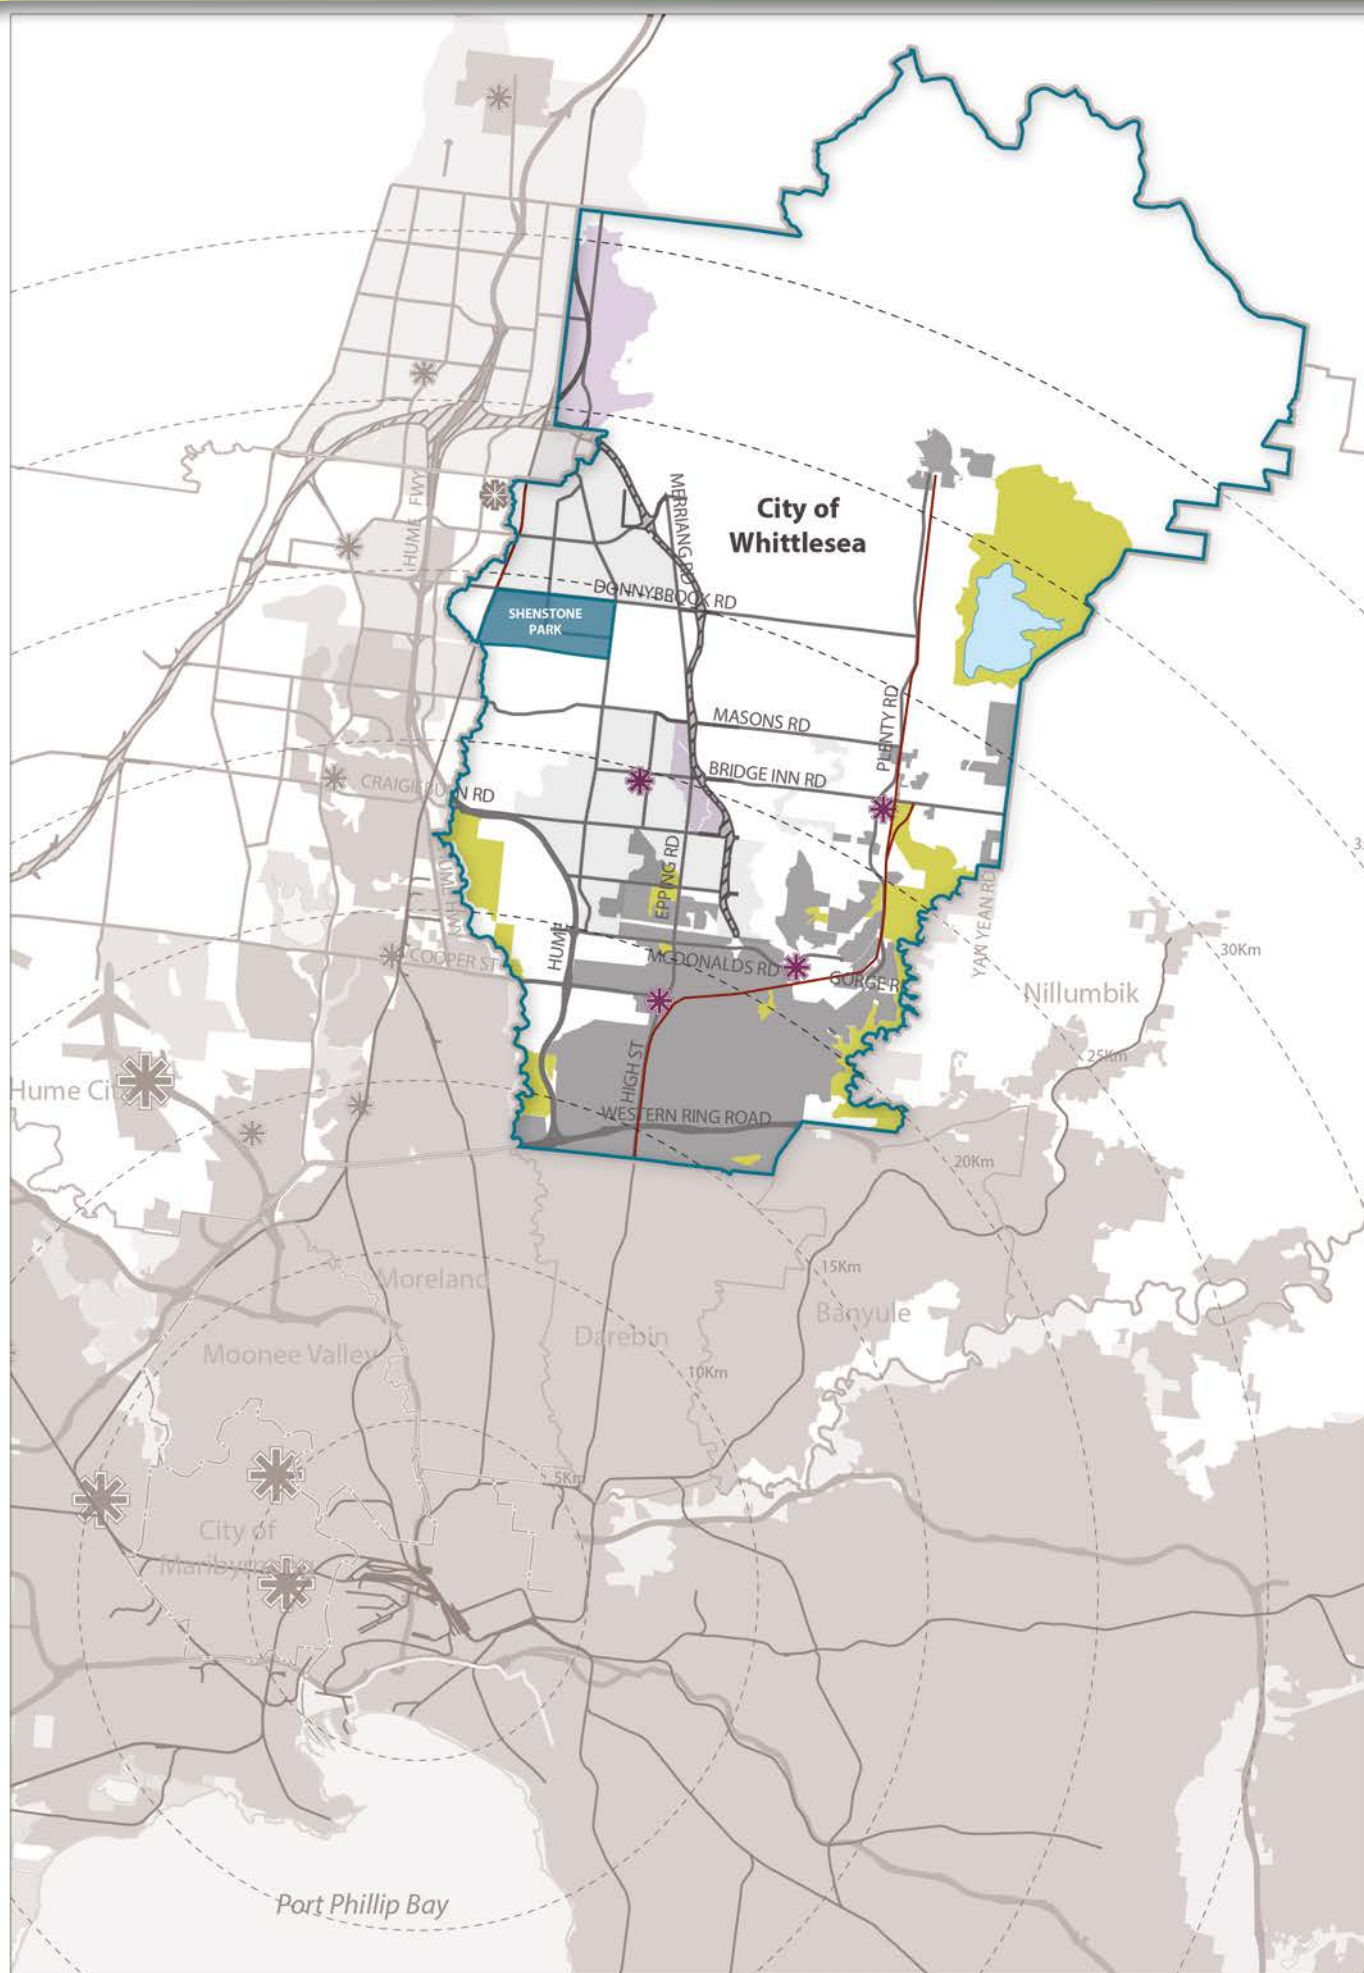 MERRIANG RD
HUME FWY
City of
Whittlesea
DONNYBROOK RD
SHENSTONE
PARK
PLENTY RD
MASONS RD
BRIDGE INN RD
CRAIGIEBURN RD
EPPING RD
YAN YEAN RD
HUME
COOPER ST
MCDONALDS RD
GORGE R
30Km
Nillumbik
25Km
Hume Cit
HIGH ST
WESTERN RING ROAD
20Km
15Km
Moreland
Banyule
Darebin
Moonee Valley
10Km
5Km
City of
Port Phillip Bay